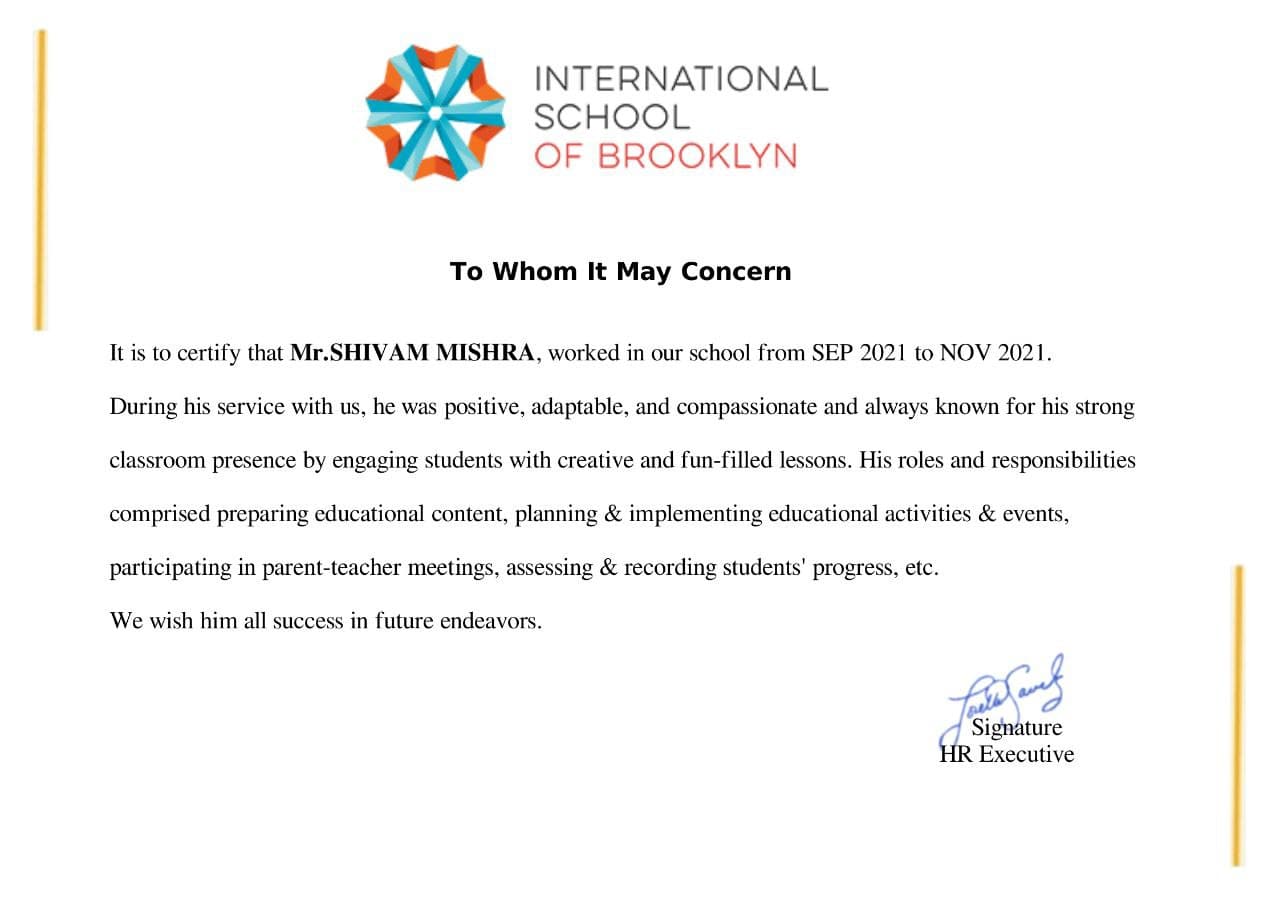 INTERNATIONAL
SCHOOL
OF BROOKLYN
To Whom It May Concern
It is to certify that Mr.SHIVAM MISHRA, worked in our school from SEP 2021 to NOV 2021.
During his service with us, he was positive, adaptable, and compassionate and always known for his strong
classroom presence by engaging students with creative and fun-filled lessons. His roles and responsibilities
comprised preparing educational content, planning & implementing educational activities & events,
participating in parent-teacher meetings, assessing & recording students' progress, etc.
We wish him all success in future endeavors.
Signature
HR Executive